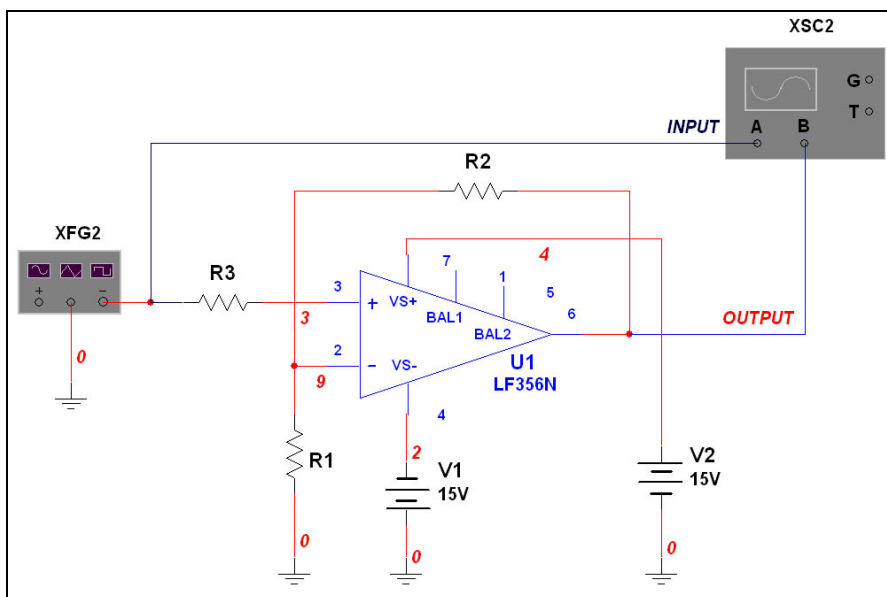 XSC2
G
T
INPUT
A
B
R2
XFG2
+
−
R3
3
3
+
VS+
7
BAL1
1
BAL2
4
5
6
OUTPUT
2
−
VS-
9
U1
LF356N
0
4
R1
2
V1
15V
V2
15V
0
0
0